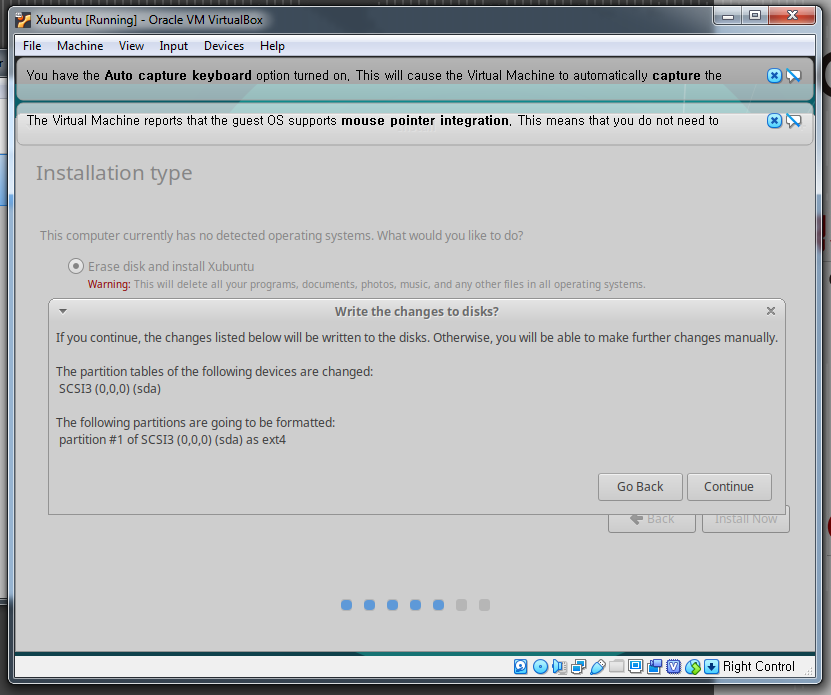 Xubuntu [Running] - Oracle VM VirtualBox
File Machine View Input Devices Help
You have the Auto capture keyboard option turned on. This will cause the Virtual Machine to automatically capture the
The Virtual Machine reports that the guest OS supports mouse pointer integration. This means that you do not need to
Installation type
This computer currently has no detected operating systems. What would you like to do?
Erase disk and install Xubuntu
Warning: This will delete all your programs, documents, photos, music, and any other files in all operating systems.
Write the changes to disks?
If you continue, the changes listed below will be written to the disks. Otherwise, you will be able to make further changes manually.
The partition tables of the following devices are changed:
SCSI3 (0,0,0) (sda)
The following partitions are going to be formatted:
partition #1 of SCSI3 (0,0,0) (sda) as ext4
Go Back Continue
Back Install Now
Right Control